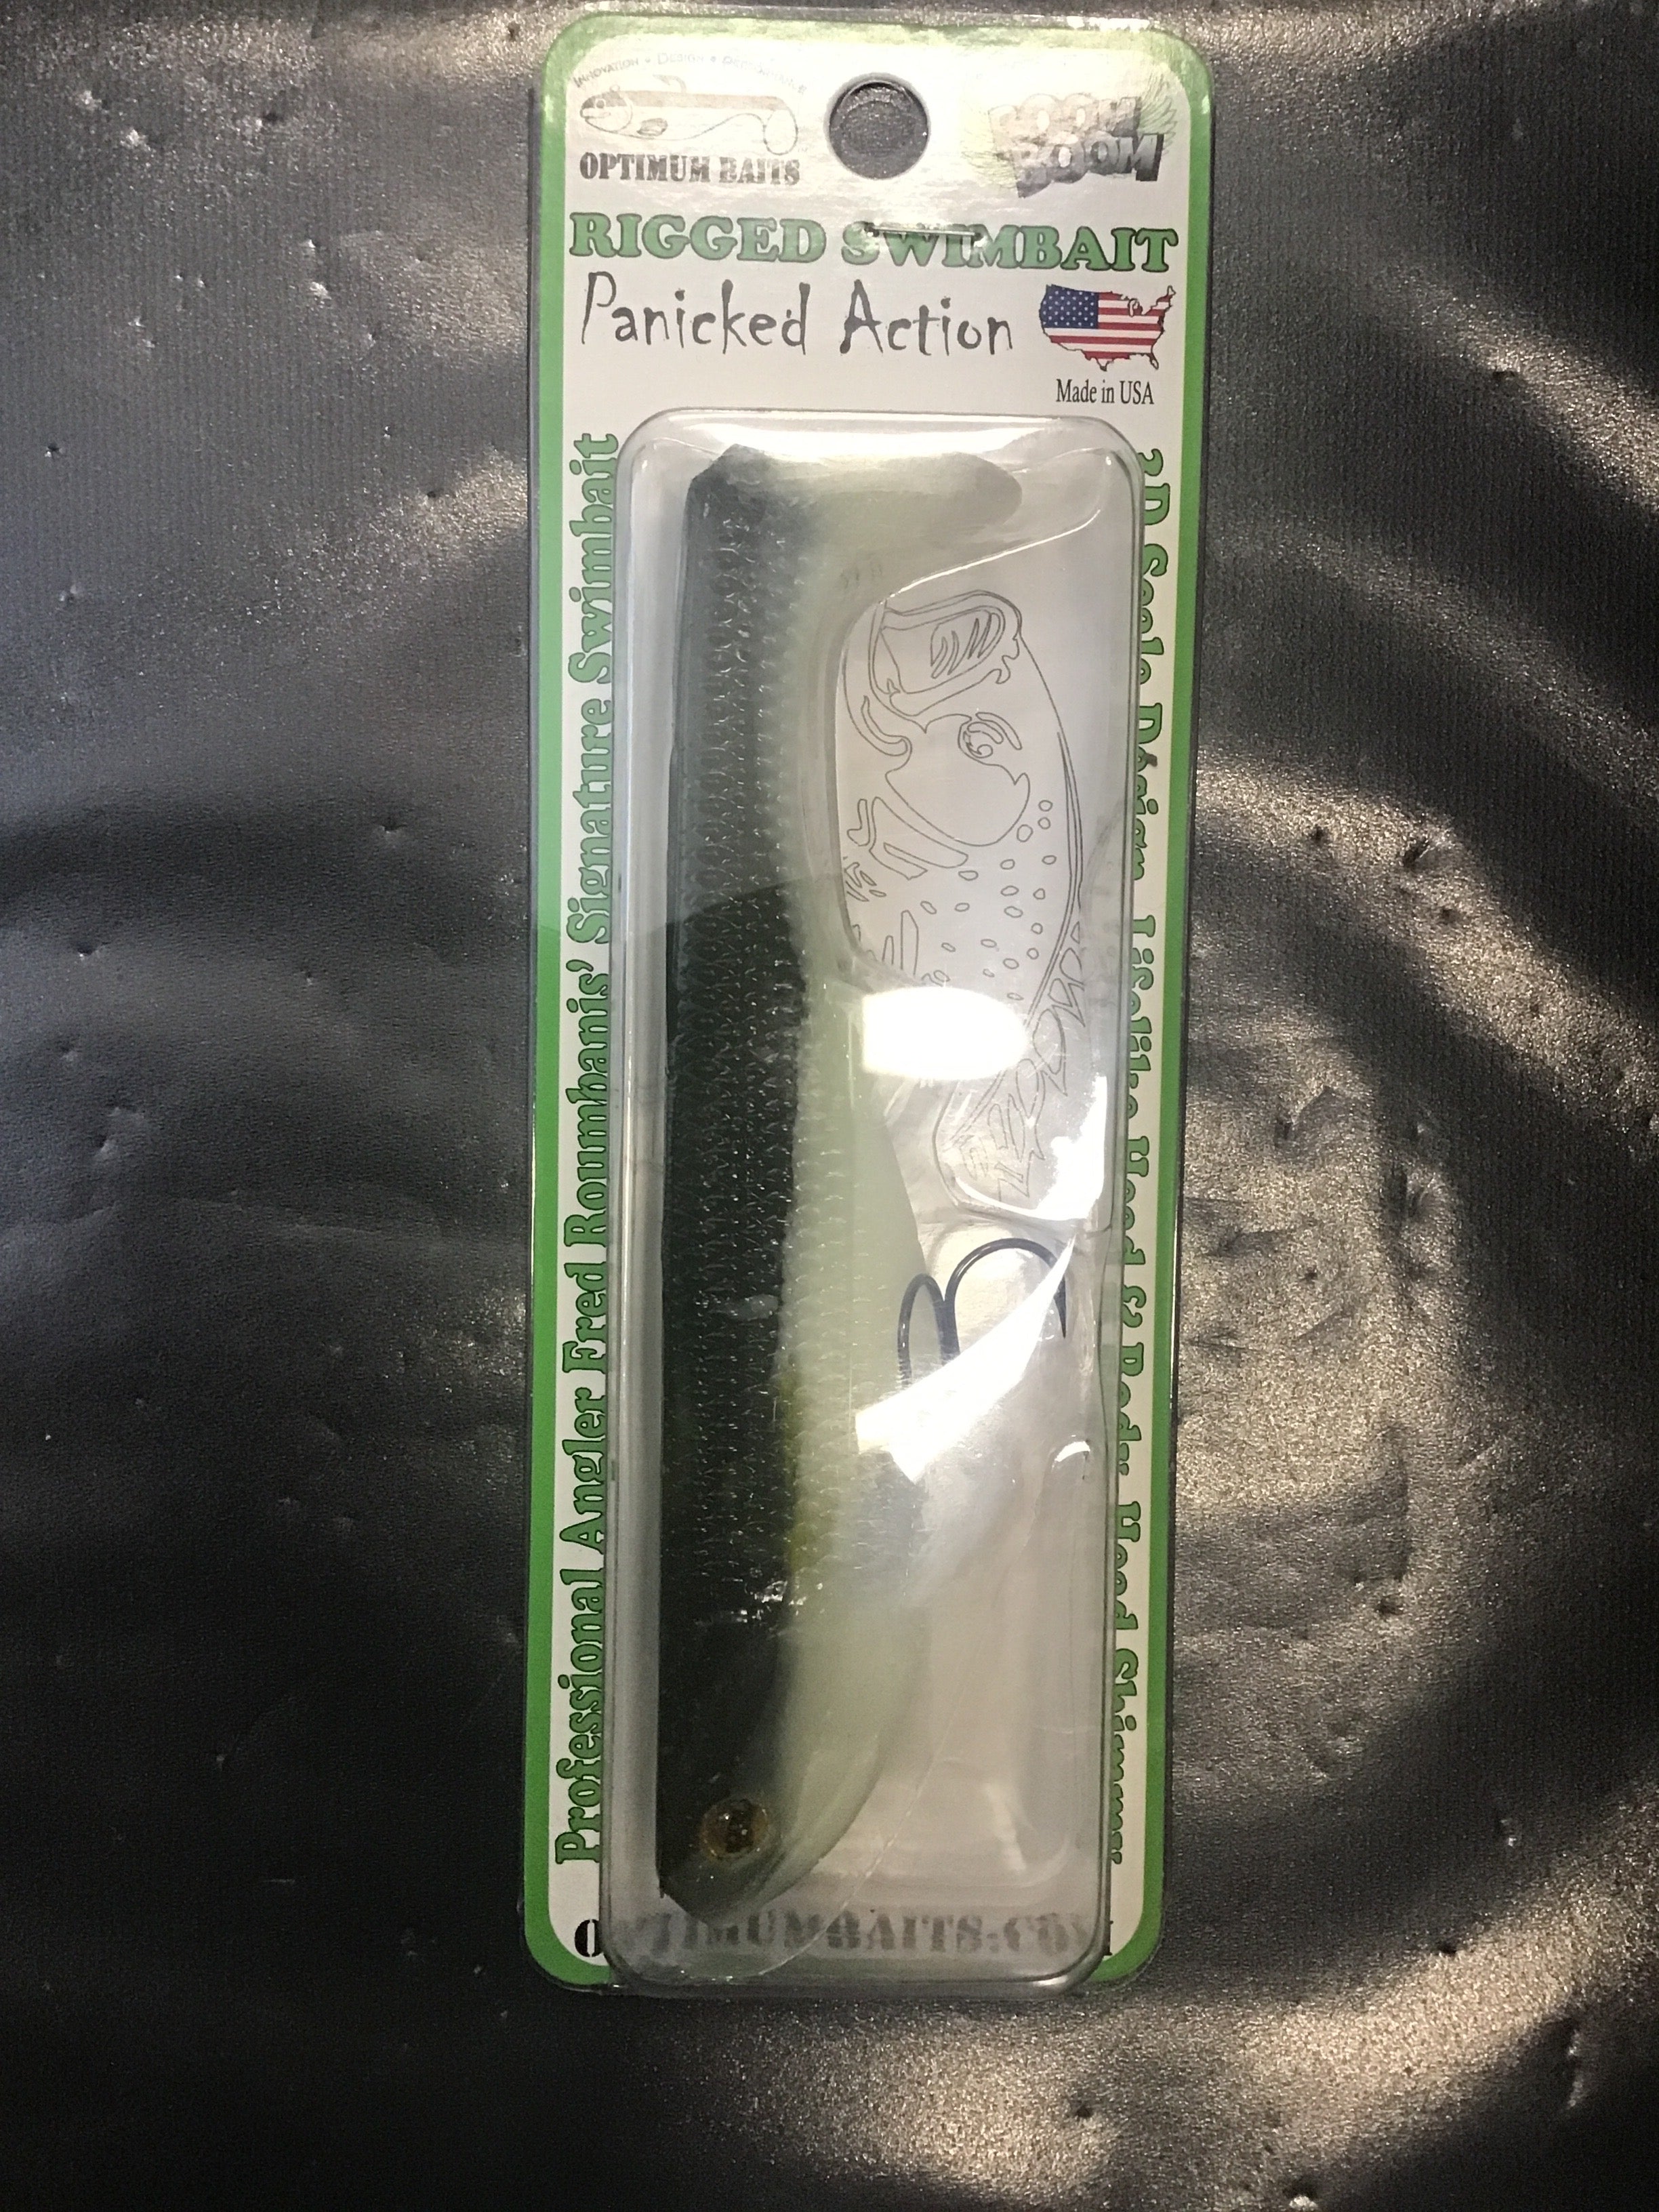 INNOVATION • DESIGN • PERFORMANCE
OPTIMUM BAITS
BOOM
BOOM
RIGGED SWIMBAIT
Panicked Action
Made in USA
Professional Angler Fred Roumbanis' Signature Swimbait
3D Scale Design Lifelike Head & Body Head Shimmy
OPTIMUMBAITS.COM